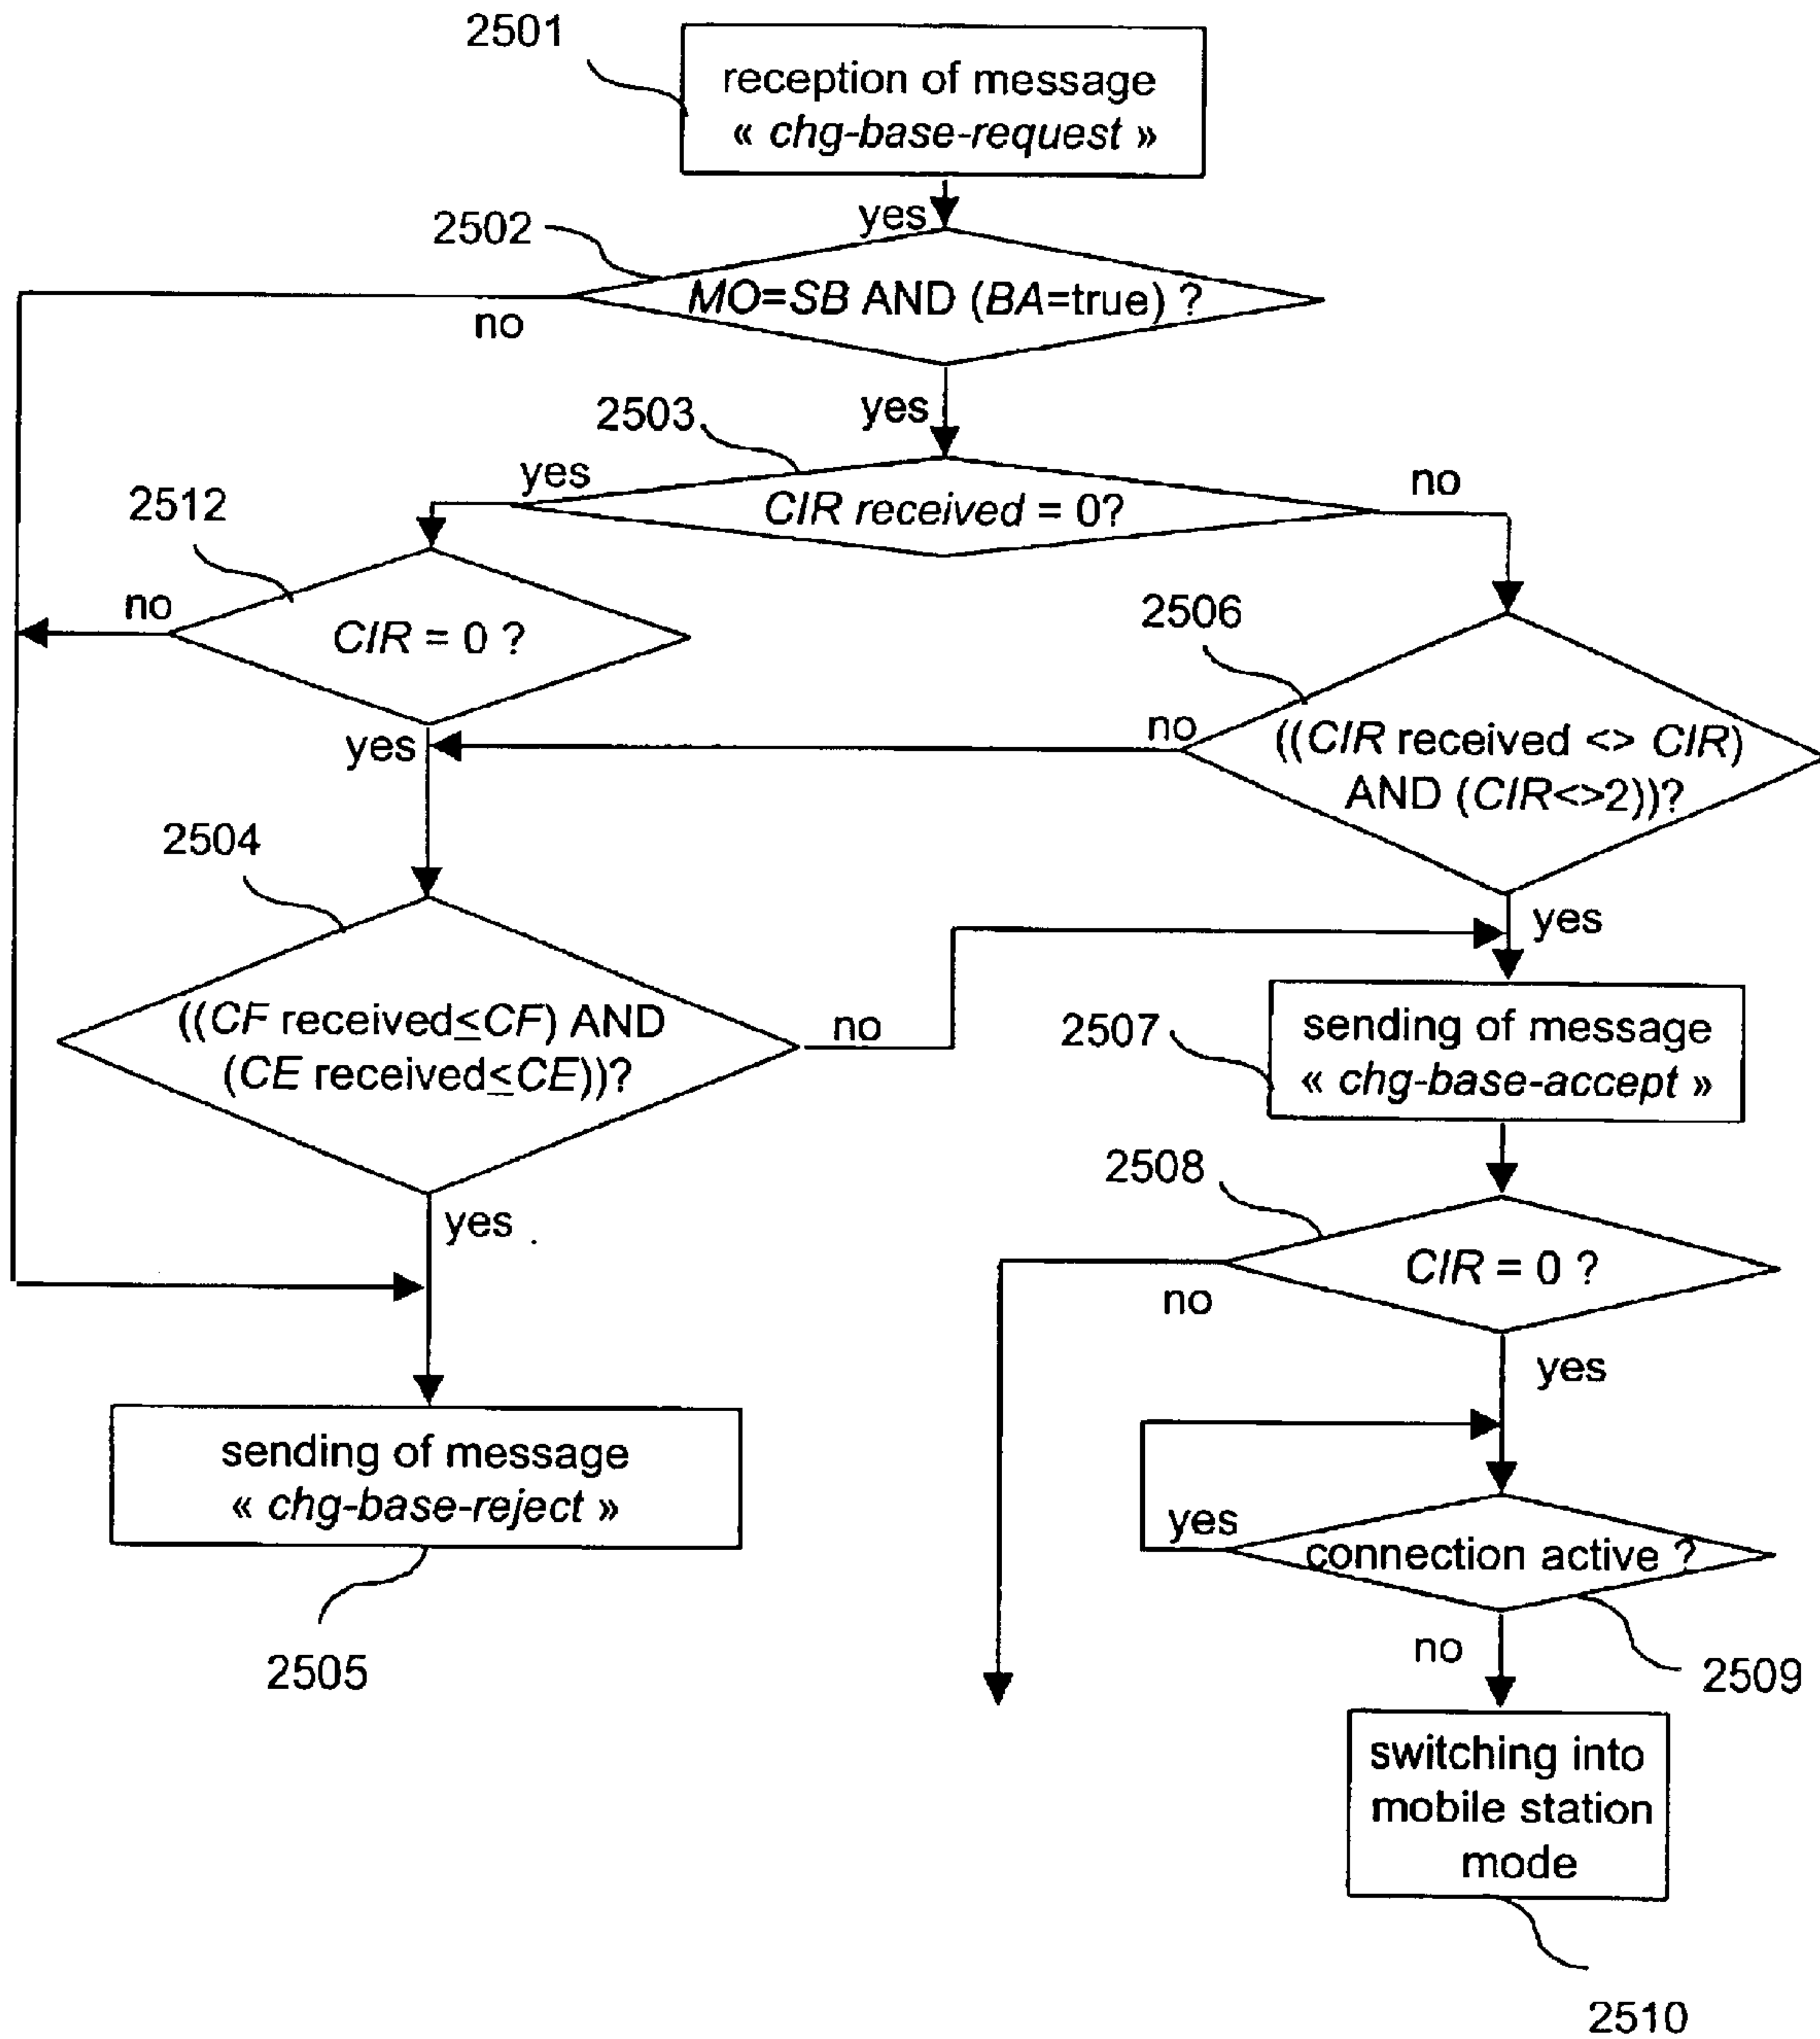 2501
reception of message
« chg-base-request »
yes
2502
MO=SB AND (BA=true) ?
no
yes
2503
yes
CIR received = 0?
no
2512
no
CIR = 0 ?
2506
no
((CIR received <> CIR)
AND (CIR<>2))?
yes
2504
yes
((CF received≤CF) AND
(CE received≤CE))?
no
2507
sending of message
« chg-base-accept »
2508
yes
CIR = 0 ?
no
yes
sending of message
« chg-base-reject »
yes
connection active ?
2505
no
2509
switching into
mobile station
mode
2510